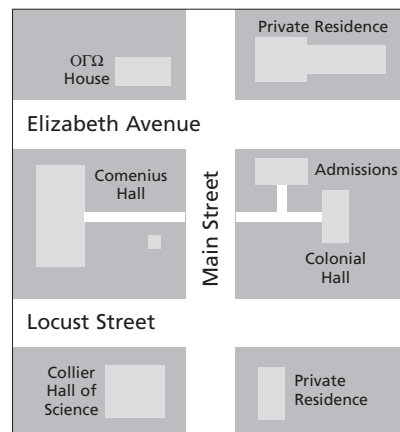 ΟΓΩ
House
Private Residence
Elizabeth Avenue
Comenius
Hall
Main Street
Admissions
Colonial
Hall
Locust Street
Collier
Hall of
Science
Private
Residence